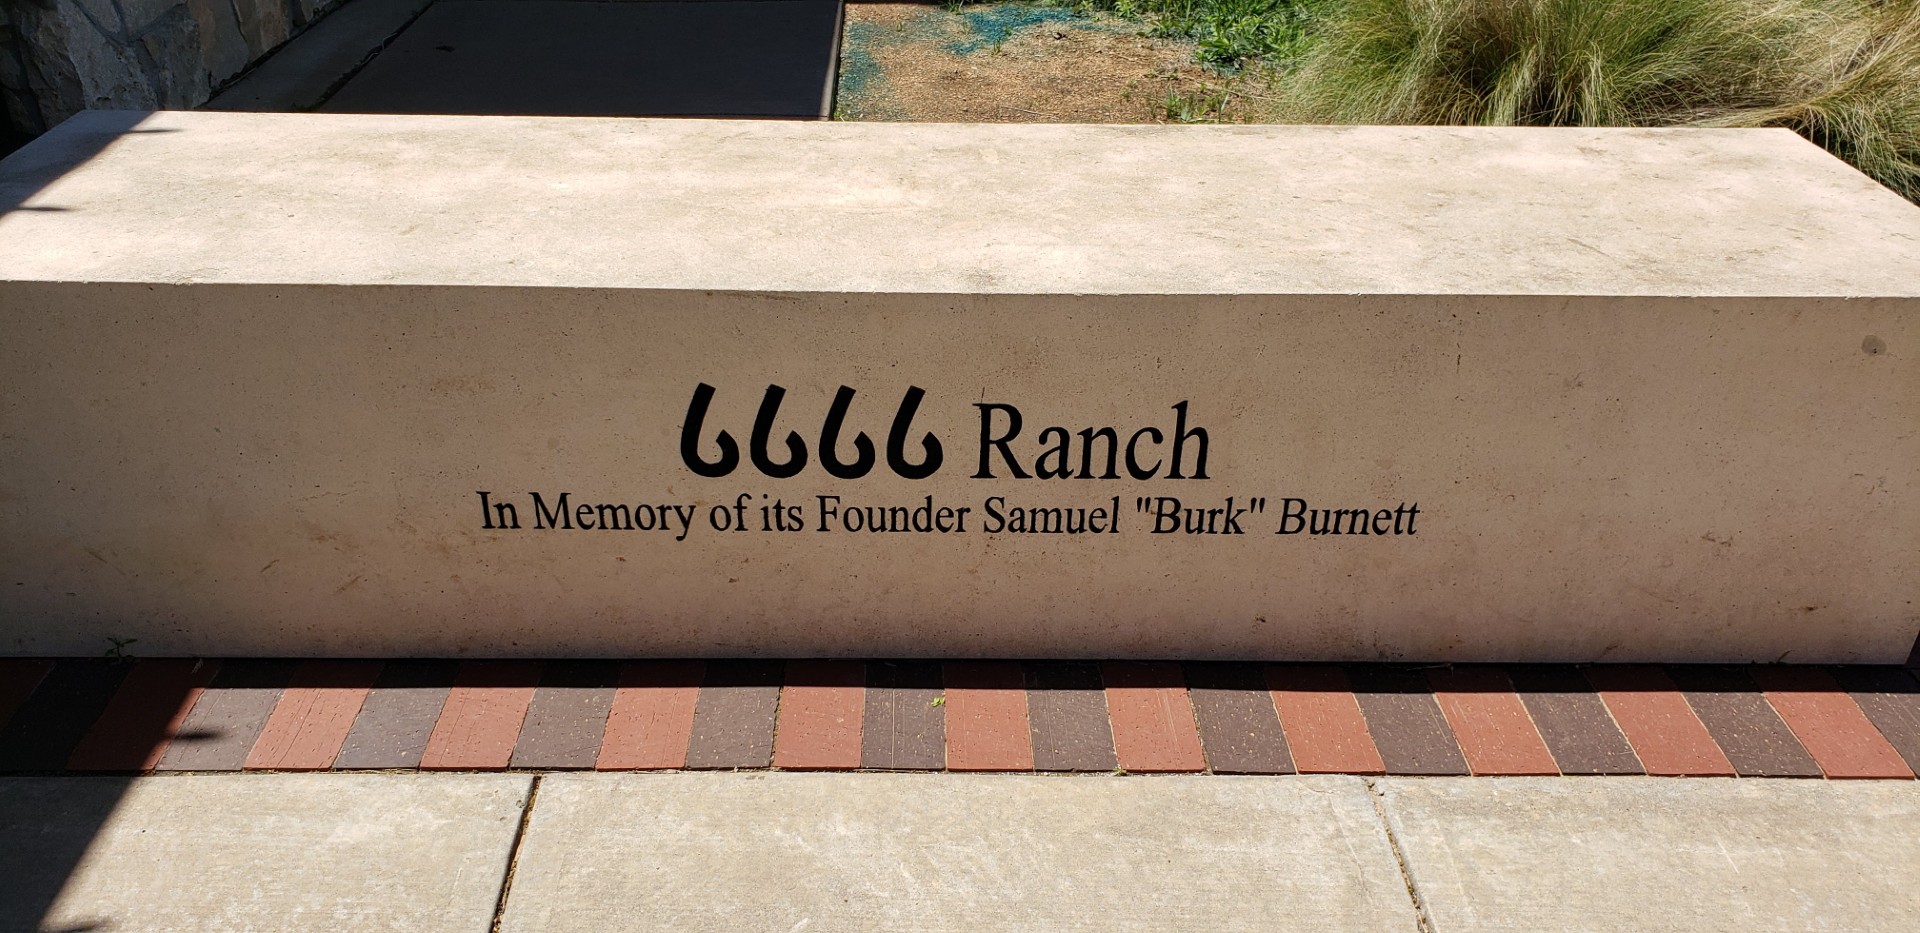 6666 Ranch
In Memory of its Founder Samuel "Burk" Burnett